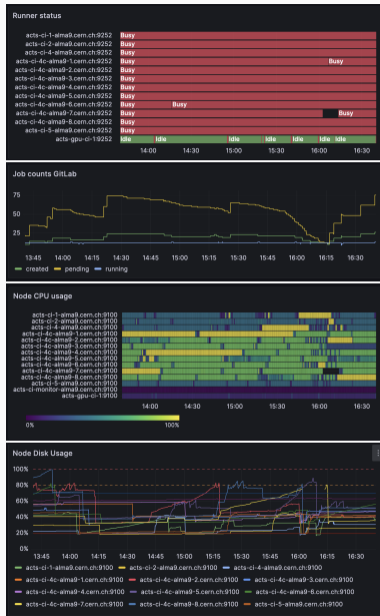 Runner status
acts-ci-1-alma9.cern.ch:9252 Busy
acts-ci-2-alma9.cern.ch:9252 Busy
acts-ci-4-alma9.cern.ch:9252 Busy
acts-ci-4c-alma9-1.cern.ch:9252 Busy Busy
acts-ci-4c-alma9-2.cern.ch:9252 Busy
acts-ci-4c-alma9-3.cern.ch:9252 Busy
acts-ci-4c-alma9-4.cern.ch:9252 Busy
acts-ci-4c-alma9-5.cern.ch:9252 Busy
acts-ci-4c-alma9-6.cern.ch:9252 Busy Busy
acts-ci-4c-alma9-7.cern.ch:9252 Busy Busy
acts-ci-4c-alma9-8.cern.ch:9252 Busy
acts-ci-5-alma9.cern.ch:9252 Busy
acts-gpu-ci-1:9252 Idle Idle Idle Idle Idle Idle
14:00 14:30 15:00 15:30 16:00 16:30
Job counts GitLab
75
50
25
13:45 14:00 14:15 14:30 14:45 15:00 15:15 15:30 15:45 16:00 16:15 16:30
created pending running
Node CPU usage
acts-ci-1-alma9.cern.ch:9100
acts-ci-2-alma9.cern.ch:9100
acts-ci-4-alma9.cern.ch:9100
acts-ci-4c-alma9-1.cern.ch:9100
acts-ci-4c-alma9-2.cern.ch:9100
acts-ci-4c-alma9-3.cern.ch:9100
acts-ci-4c-alma9-4.cern.ch:9100
acts-ci-4c-alma9-5.cern.ch:9100
acts-ci-4c-alma9-6.cern.ch:9100
acts-ci-4c-alma9-7.cern.ch:9100
acts-ci-4c-alma9-8.cern.ch:9100
acts-ci-5-alma9.cern.ch:9100
acts-ci-monitor-alma9.cern.ch:9100
acts-gpu-ci-1:9100
14:00 14:30 15:00 15:30 16:00 16:30
0% 100%
Node Disk Usage
100%
80%
60%
40%
20%
0%
13:45 14:00 14:15 14:30 14:45 15:00 15:15 15:30 15:45 16:00 16:15 16:30
acts-ci-1-alma9.cern.ch:9100 acts-ci-2-alma9.cern.ch:9100 acts-ci-4-alma9.cern.ch:9100
acts-ci-4c-alma9-1.cern.ch:9100 acts-ci-4c-alma9-2.cern.ch:9100 acts-ci-4c-alma9-3.cern.ch:9100
acts-ci-4c-alma9-4.cern.ch:9100 acts-ci-4c-alma9-5.cern.ch:9100 acts-ci-4c-alma9-6.cern.ch:9100
acts-ci-4c-alma9-7.cern.ch:9100 acts-ci-4c-alma9-8.cern.ch:9100 acts-ci-5-alma9.cern.ch:9100